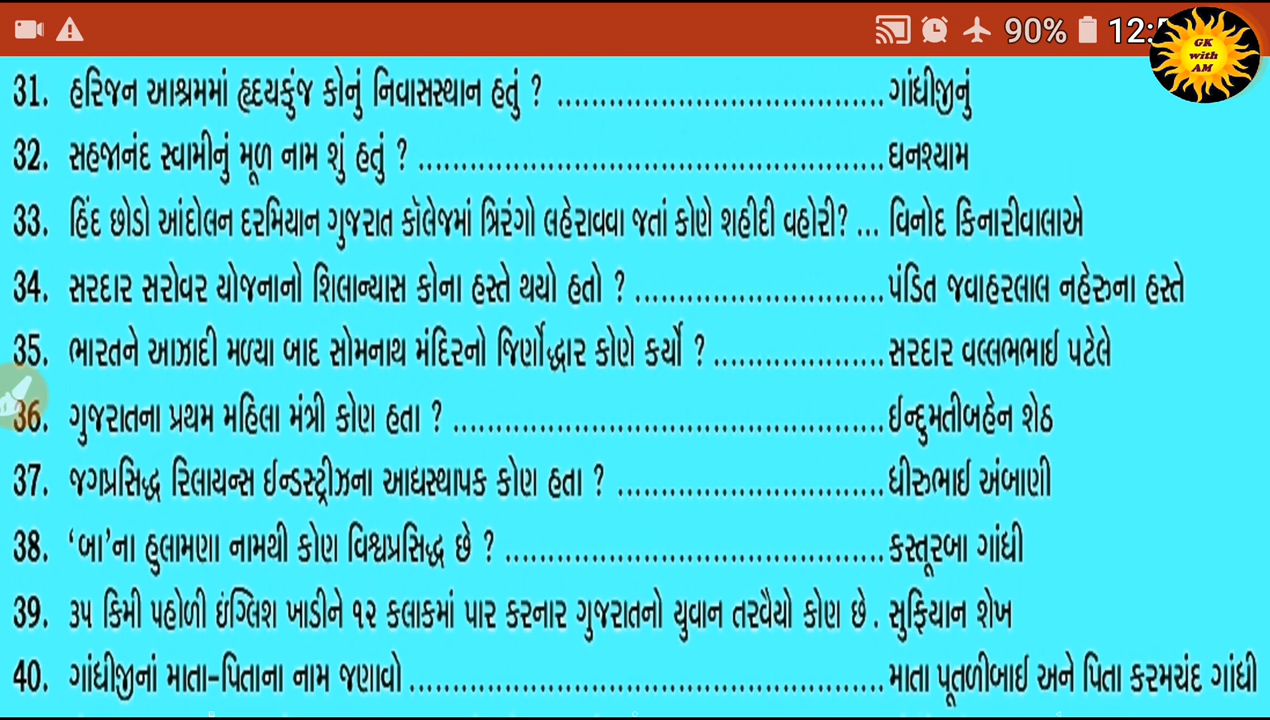 90% 12:5
GK
with
AM
31. હરિજન આશ્રમમાં હૃદયકુંજ કોનું નિવાસસ્થાન હતું ? ...................................... ગાંધીજીનું
32. સહજાનંદ સ્વામીનું મૂળ નામ શું હતું ? ...................................................... ઘનશ્યામ
33. હિંદ છોડો આંદોલન દરમિયાન ગુજરાત કૉલેજમાં ત્રિરંગો લહેરાવવા જતાં કોણે શહીદી વહોરી? ... વિનોદ કિનારીવાલાએ
34. સરદાર સરોવર યોજનાનો શિલાન્યાસ કોના હસ્તે થયો હતો ? ............................. પંડિત જવાહરલાલ નહેરુના હસ્તે
35. ભારતને આઝાદી મળ્યા બાદ સોમનાથ મંદિરનો જિર્ણોદ્ધાર કોણે કર્યો ? .................... સરદાર વલ્લભભાઈ પટેલે
36. ગુજરાતના પ્રથમ મહિલા મંત્રી કોણ હતા ? .................................................. ઈન્દુમતીબહેન શેઠ
37. જગપ્રસિદ્ધ રિલાયન્સ ઈન્ડસ્ટ્રીઝના આદ્યસ્થાપક કોણ હતા ? ............................... ધીરુભાઈ અંબાણી
38. ‘બા’ના હુલામણા નામથી કોણ વિશ્વપ્રસિદ્ધ છે ? ............................................ કસ્તૂરબા ગાંધી
39. ૩૫ કિમી પહોળી ઇંગ્લિશ ખાડીને ૧૨ કલાકમાં પાર કરનાર ગુજરાતનો યુવાન તરવૈયો કોણ છે . સુફિયાન શેખ
40. ગાંધીજીનાં માતા-પિતાના નામ જણાવો ....................................................... માતા પૂતળીબાઈ અને પિતા કરમચંદ ગાંધી